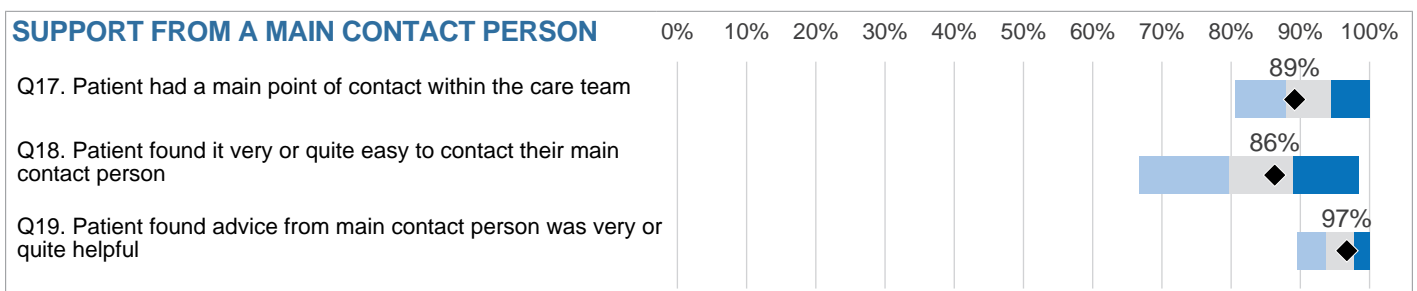 SUPPORT FROM A MAIN CONTACT PERSON 0% 10% 20% 30% 40% 50% 60% 70% 80% 90% 100%
Q17. Patient had a main point of contact within the care team 89%
Q18. Patient found it very or quite easy to contact their main 86%
contact person
Q19. Patient found advice from main contact person was very or 97%
quite helpful